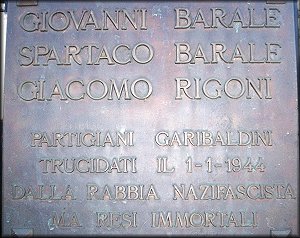 GIOVANNI BARALE
SPARTACO BARALE
GIACOMO RIGONI
PARTIGIANI GARIBALDINI
TRUCIDATI IL 1-1-1944
DALLA RABBIA NAZIFASCISTA
MA RESI IMMORTALI